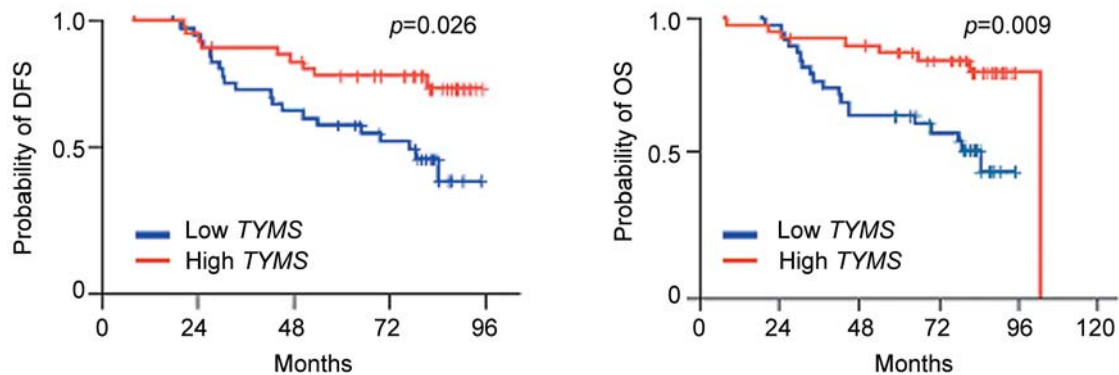 Probability of DFS
1.0
0.5
0
p=0.026
Low TYMS
High TYMS
0 24 48 72 96
Months
Probability of OS
1.0
0.5
0
p=0.009
Low TYMS
High TYMS
0 24 48 72 96 120
Months